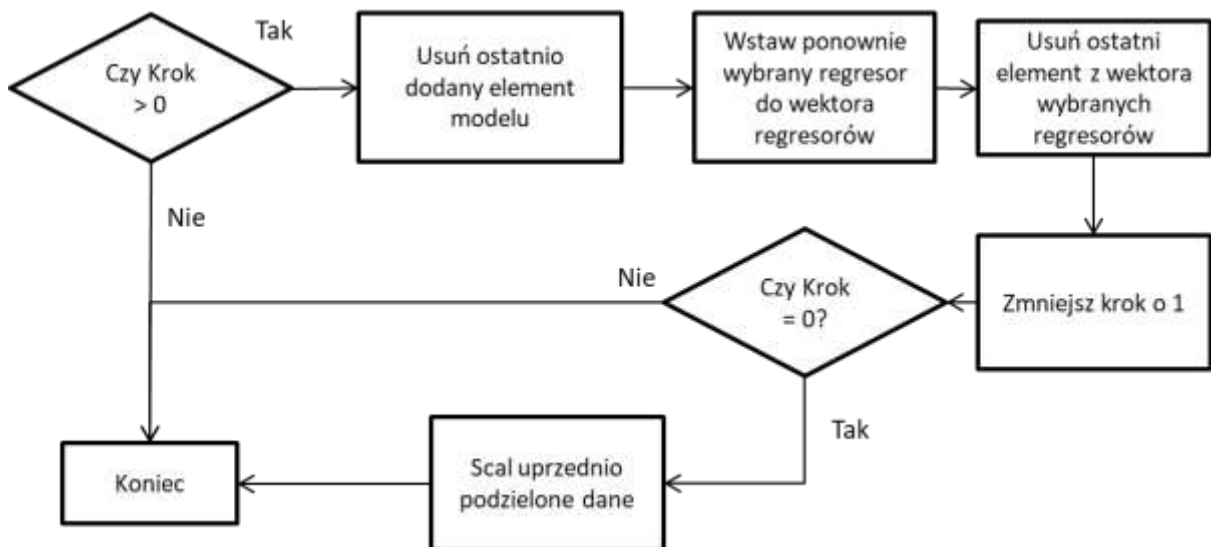 Czy Krok
> 0
Tak
Usuń ostatnio
dodany element
modelu
Wstaw ponownie
wybrany regresor
do wektora
regresorów
Usuń ostatni
element z wektora
wybranych
regresorów
Nie
Zmniejsz krok o 1
Czy Krok
= 0?
Nie
Tak
Scal uprzednio
podzielone dane
Koniec